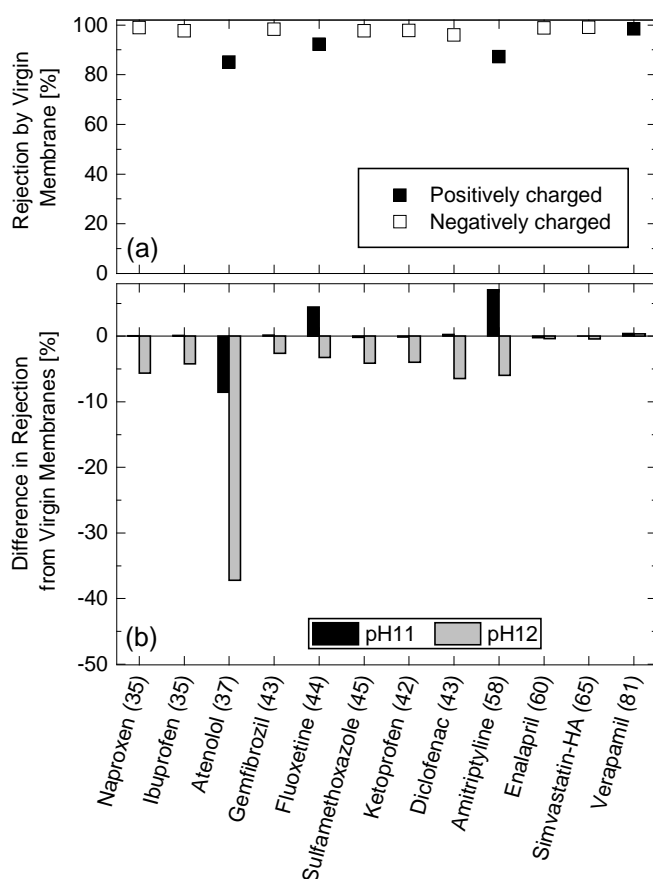 100
80
60
40
20
0
Rejection by Virgin
Membrane [%]
Positively charged
Negatively charged
(a)
0
-10
-20
-30
-40
-50
Difference in Rejection
from Virgin Membranes [%]
(b)
pH11
pH12
Naproxen (35)
Ibuprofen (35)
Atenolol (37)
Gemfibrozil (43)
Fluoxetine (44)
Sulfamethoxazole (45)
Ketoprofen (42)
Diclofenac (43)
Amitriptyline (58)
Enalapril (60)
Simvastatin-HA (65)
Verapamil (81)